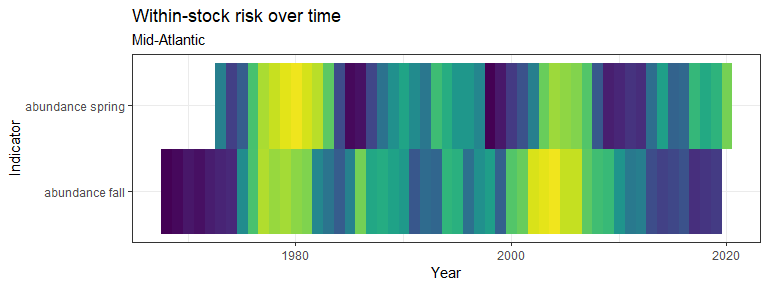 Within-stock risk over time
Mid-Atlantic
Indicator
abundance spring
abundance fall
1980
2000
2020
Year